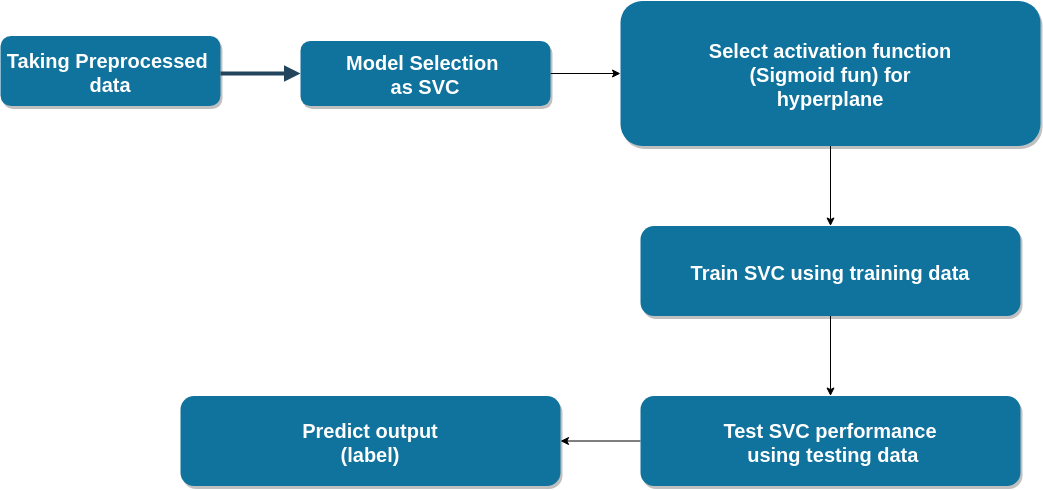 Taking Preprocessed
data
Model Selection
as SVC
Select activation function
(Sigmoid fun) for
hyperplane
Train SVC using training data
Test SVC performance
using testing data
Predict output
(label)